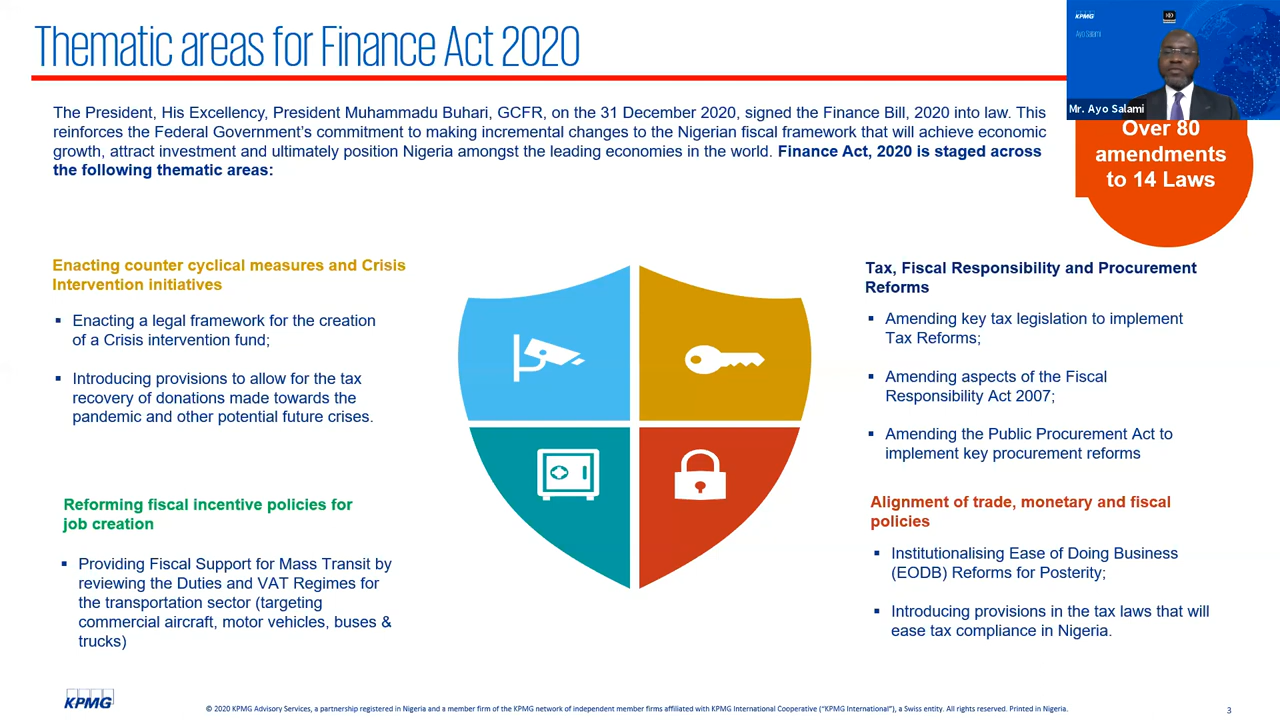 Thematic areas for Finance Act 2020
KPMG
Ayo Salami
Mr. Ayo Salami
The President, His Excellency, President Muhammadu Buhari, GCFR, on the 31 December 2020, signed the Finance Bill, 2020 into law. This
reinforces the Federal Government's commitment to making incremental changes to the Nigerian fiscal framework that will achieve economic
growth, attract investment and ultimately position Nigeria amongst the leading economies in the world. Finance Act, 2020 is staged across
the following thematic areas:
Over 80
amendments
to 14 Laws
Enacting counter cyclical measures and Crisis
Intervention initiatives
▪ Enacting a legal framework for the creation
of a Crisis intervention fund;
▪ Introducing provisions to allow for the tax
recovery of donations made towards the
pandemic and other potential future crises.
Tax, Fiscal Responsibility and Procurement
Reforms
▪ Amending key tax legislation to implement
Tax Reforms;
▪ Amending aspects of the Fiscal
Responsibility Act 2007;
▪ Amending the Public Procurement Act to
implement key procurement reforms
Reforming fiscal incentive policies for
job creation
▪ Providing Fiscal Support for Mass Transit by
reviewing the Duties and VAT Regimes for
the transportation sector (targeting
commercial aircraft, motor vehicles, buses &
trucks)
Alignment of trade, monetary and fiscal
policies
▪ Institutionalising Ease of Doing Business
(EODB) Reforms for Posterity;
▪ Introducing provisions in the tax laws that will
ease tax compliance in Nigeria.
KPMG
© 2020 KPMG Advisory Services, a partnership registered in Nigeria and a member firm of the KPMG network of independent member firms affiliated with KPMG International Cooperative ("KPMG International"), a Swiss entity. All rights reserved. Printed in Nigeria.
3